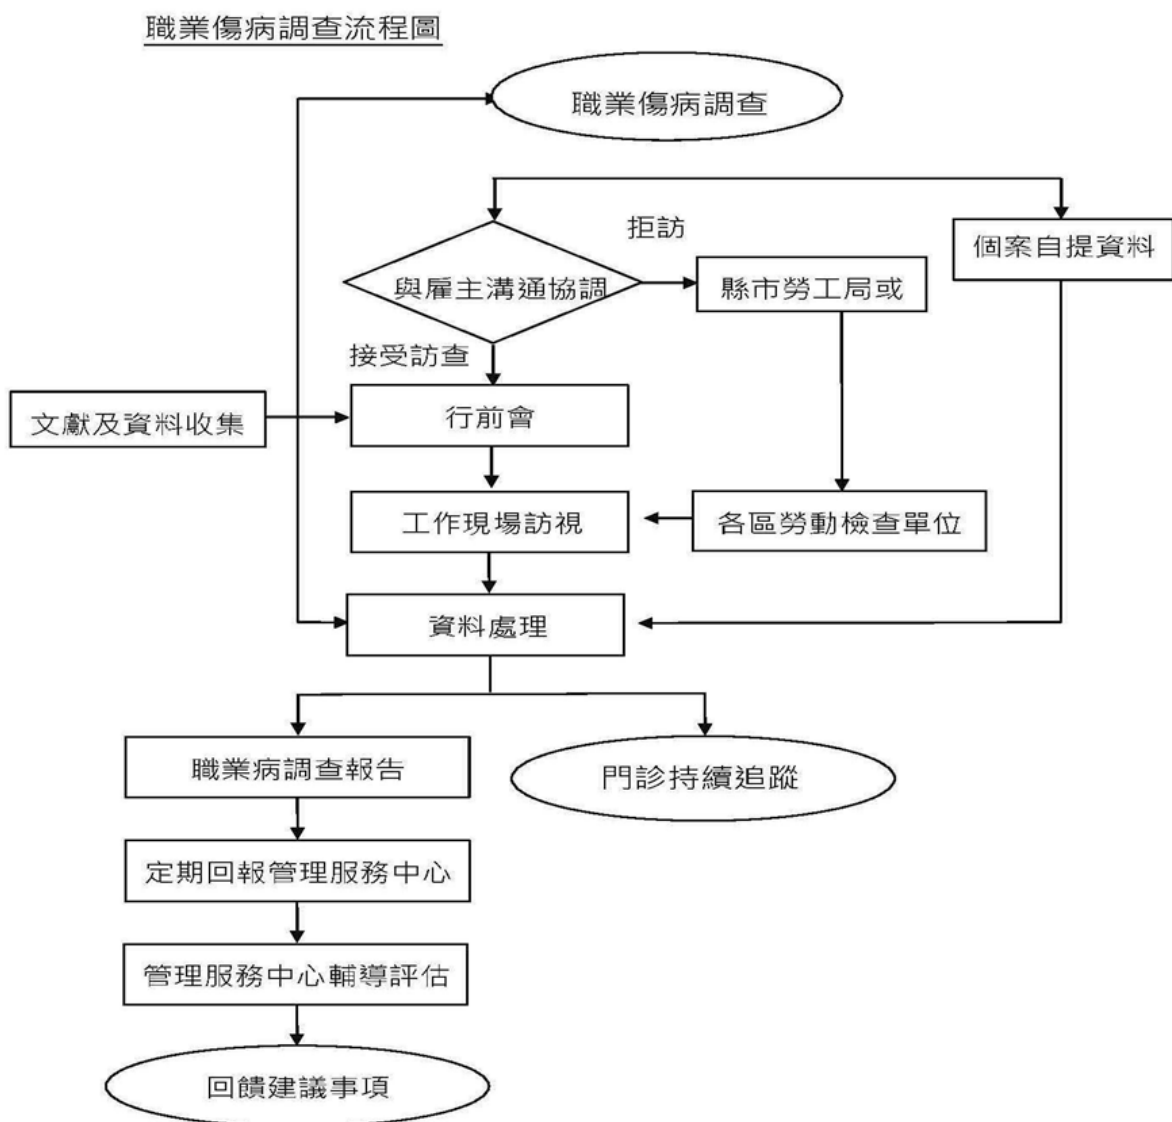 職業傷病調查流程圖
職業傷病調查
拒訪
個案自提資料
與雇主溝通協調
縣市勞工局或
接受訪查
文獻及資料收集
行前會
工作現場訪視
各區勞動檢查單位
資料處理
職業病調查報告
門診持續追蹤
定期回報管理服務中心
管理服務中心輔導評估
回饋建議事項